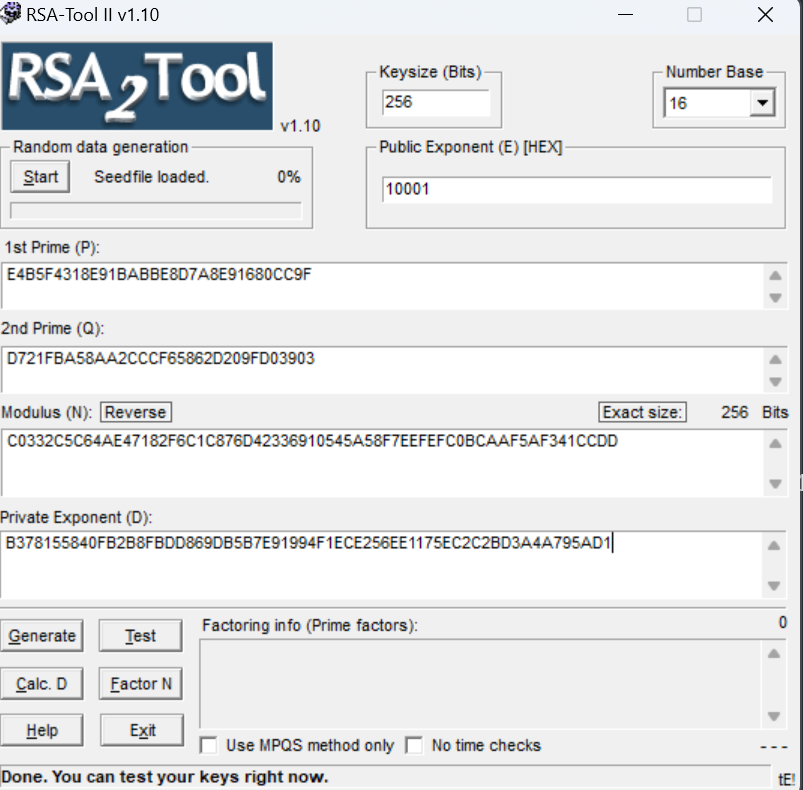 RSA-Tool II v1.10
RSA2Tool
v1.10
Keysize (Bits)
256
Number Base
16
Random data generation
Start Seedfile loaded. 0%
Public Exponent (E) [HEX]
10001
1st Prime (P):
E4B5F4318E91BABBE8D7A8E91680CC9F
2nd Prime (Q):
D721FBA58AA2CCCF65862D209FD03903
Modulus (N): Reverse Exact size: 256 Bits
C0332C5C64AE47182F6C1C876D42336910545A58F7EEFEFC0BCAAF5AF341CCDD
Private Exponent (D):
B378155840FB2B8FBDD869DB5B7E91994F1ECE256EE1175EC2C2BD3A4A795AD1
Generate Test Factoring info (Prime factors): 0
Calc. D Factor N
Help Exit
Use MPQS method only No time checks ---
Done. You can test your keys right now. tE!